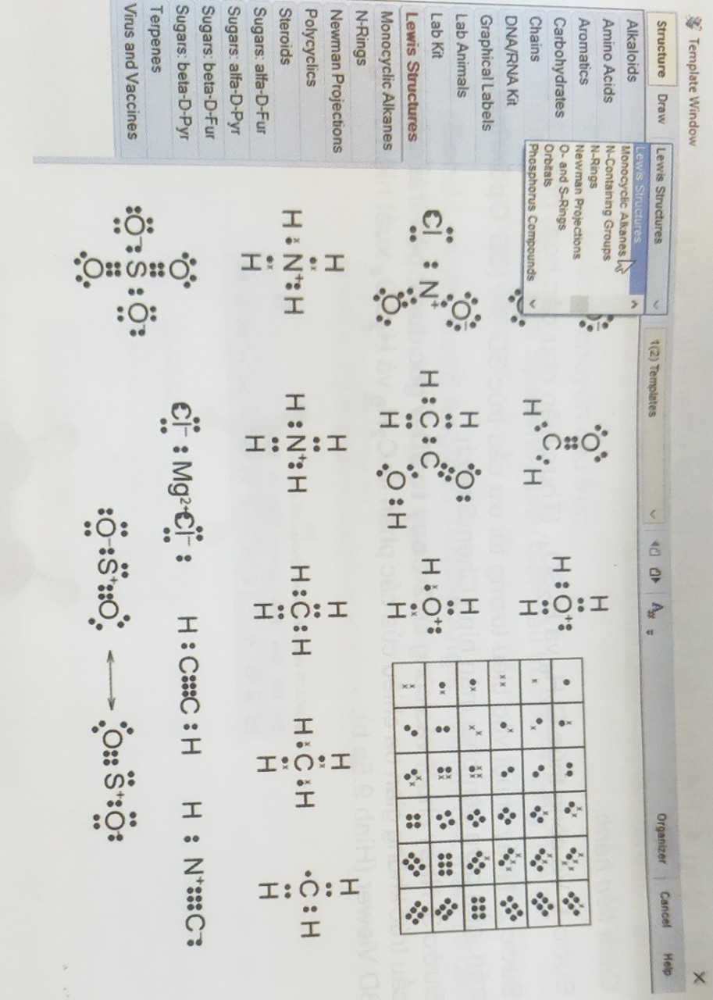 Template Window X
Structure Draw Lewis Structures 1(2) Templates Organizer Cancel Help
Alkaloids
Amino Acids
Aromatics
Carbohydrates
Chains
DNA/RNA Kit
Graphical Labels
Lab Animals
Lab Kit
Lewis Structures
Monocyclic Alkanes
N-Rings
Newman Projections
Polycyclics
Steroids
Sugars: alfa-D-Fur
Sugars: alfa-D-Pyr
Sugars: beta-D-Fur
Sugars: beta-D-Pyr
Terpenes
Virus and Vaccines
Lewis Structures
Monocyclic Alkanes
N-Containing Groups
N-Rings
Newman Projections
O- and S-Rings
Orbitals
Phosphorus Compounds
O H
H C H H O+
H
O- H O H
Cl N+ H C C H O+
O H O H H
H H H H H
H N+ H H N+ H H C H H C H C H
H H H H H
O Cl- Mg2+ Cl- H C C H H N+ C-
O- S O-
O O- S+ O O S+ O-